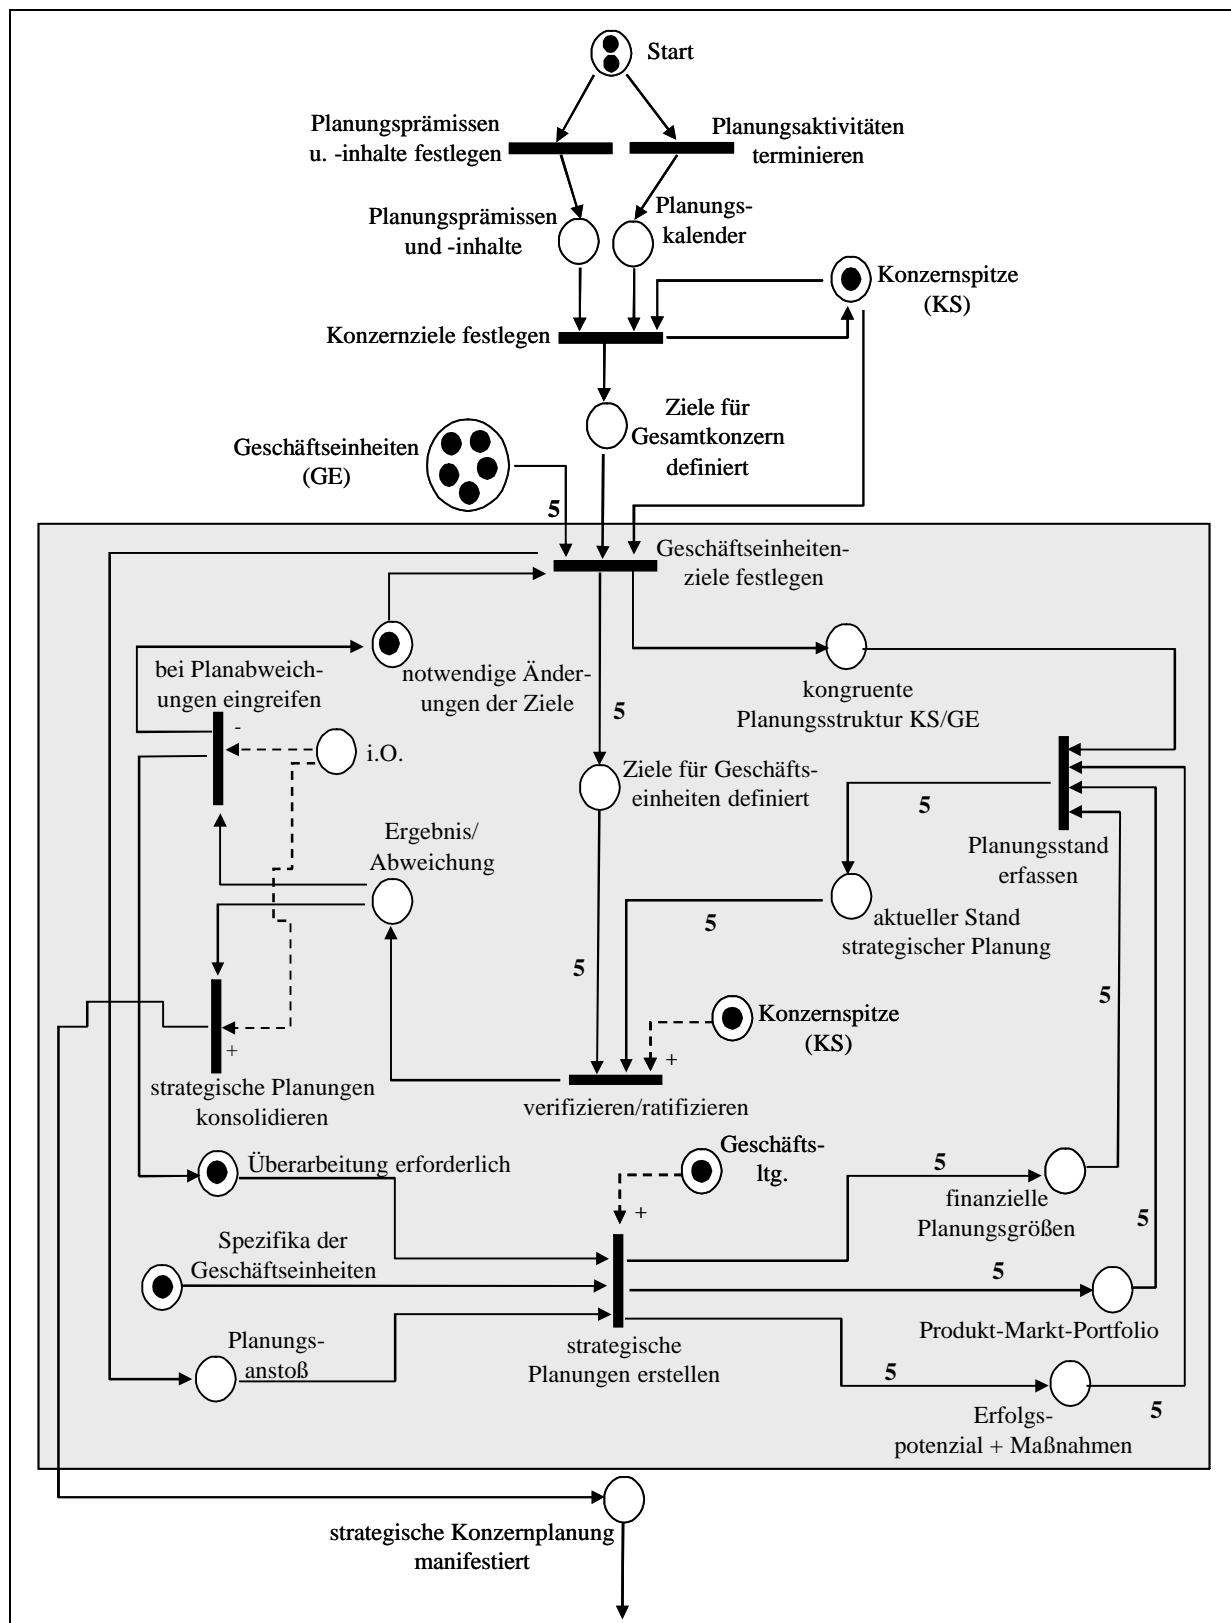 Start
Planungsprämissen
u. -inhalte festlegen
Planungsaktivitäten
terminieren
Planungsprämissen
und -inhalte
Planungs-
kalender
Konzernspitze
(KS)
Konzernziele festlegen
Ziele für
Gesamtkonzern
definiert
Geschäftseinheiten
(GE)
5
Geschäftseinheiten-
ziele festlegen
bei Planabweich-
ungen eingreifen
notwendige Änder-
ungen der Ziele
kongruente
Planungsstruktur KS/GE
5
-
i.O.
Ziele für Geschäfts-
einheiten definiert
5
Ergebnis/
Abweichung
Planungsstand
erfassen
aktueller Stand
strategischer Planung
5
5
5
Konzernspitze
(KS)
+
+
strategische Planungen
konsolidieren
verifizieren/ratifizieren
Geschäfts-
ltg.
+
Überarbeitung erforderlich
5
finanzielle
Planungsgrößen
5
Spezifika der
Geschäftseinheiten
5
Produkt-Markt-Portfolio
Planungs-
anstoß
strategische
Planungen erstellen
5
5
Erfolgs-
potenzial + Maßnahmen
strategische Konzernplanung
manifestiert